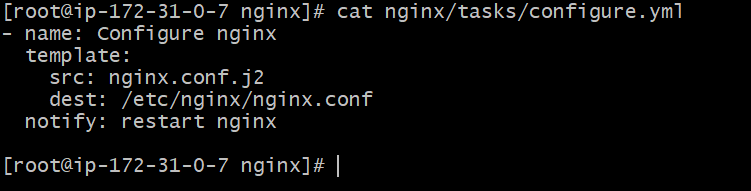 [root@ip-172-31-0-7 nginx]# cat nginx/tasks/configure.yml
- name: Configure nginx
  template:
    src: nginx.conf.j2
    dest: /etc/nginx/nginx.conf
  notify: restart nginx
[root@ip-172-31-0-7 nginx]#